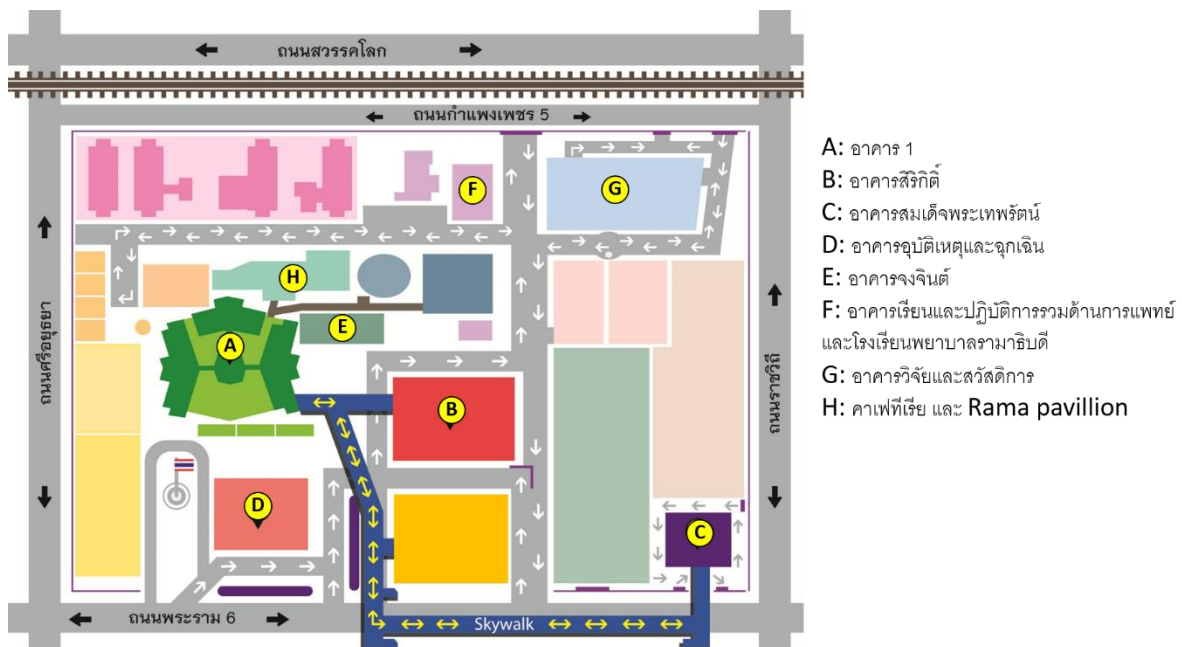 ถนนสวรรคโลก
ถนนกำแพงเพชร 5
F
G
H
E
A
B
D
C
ถนนศรีอยุธยา
ถนนราชวิถี
ถนนพระราม 6
Skywalk
A: อาคาร 1
B: อาคารสิริกิติ์
C: อาคารสมเด็จพระเทพรัตน์
D: อาคารอุบัติเหตุและฉุกเฉิน
E: อาคารจงจินต์
F: อาคารเรียนและปฏิบัติการรวมด้านการแพทย์
และโรงเรียนพยาบาลรามาธิบดี
G: อาคารวิจัยและสวัสดิการ
H: คาเฟทีเรีย และ Rama pavillion